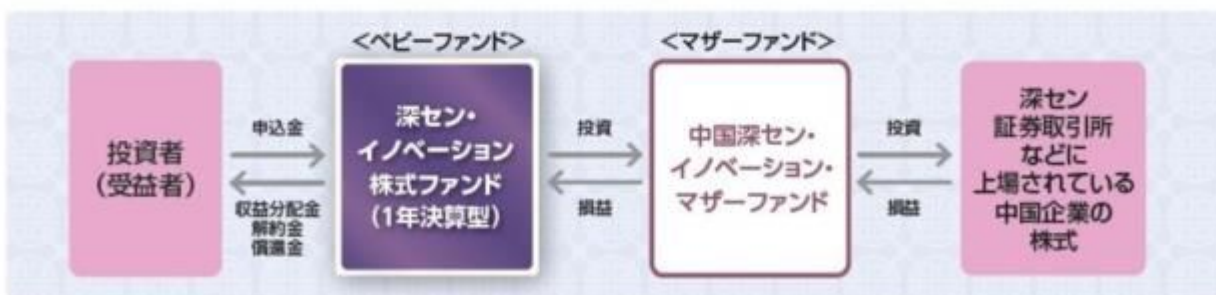 <ベビーファンド>
<マザーファンド>
投資者
(受益者)
申込金
収益分配金
解約金
償還金
深セン・
イノベーション
株式ファンド
(1年決算型)
投資
損益
中国深セン・
イノベーション・
マザーファンド
投資
損益
深セン
証券取引所
などに
上場されている
中国企業の
株式